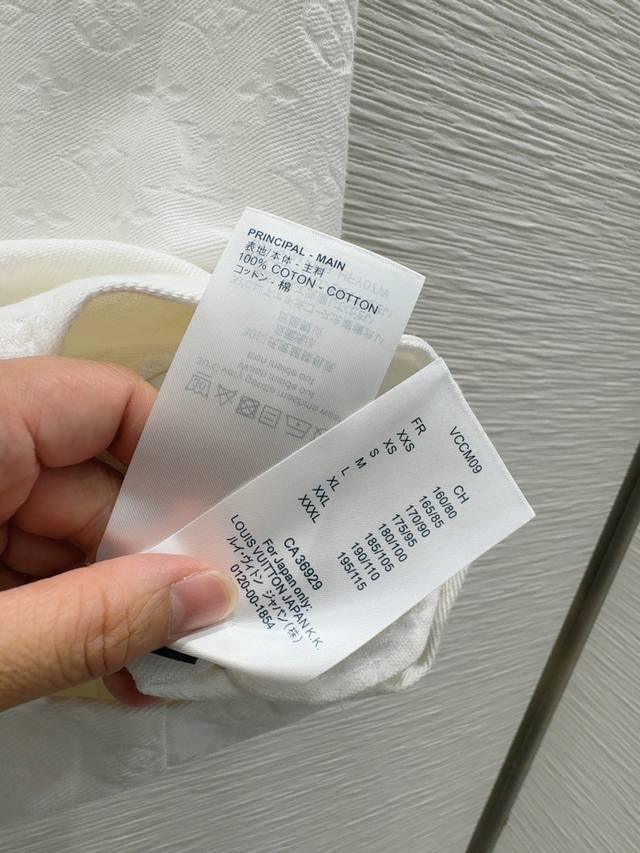 PRINCIPAL - MAIN
表地/本体 - 主料
100% COTON - COTTON
コットン - 棉
VCCM09
FR CH
XXS 160/80
XS 165/85
S 170/90
M 175/95
L 180/100
XL 185/105
XXL 190/110
XXXL 195/115
CA 36929
For Japan only:
LOUIS VUITTON JAPAN K.K.
ルイ・ヴィトン ジャパン(株)
0120-00-1854